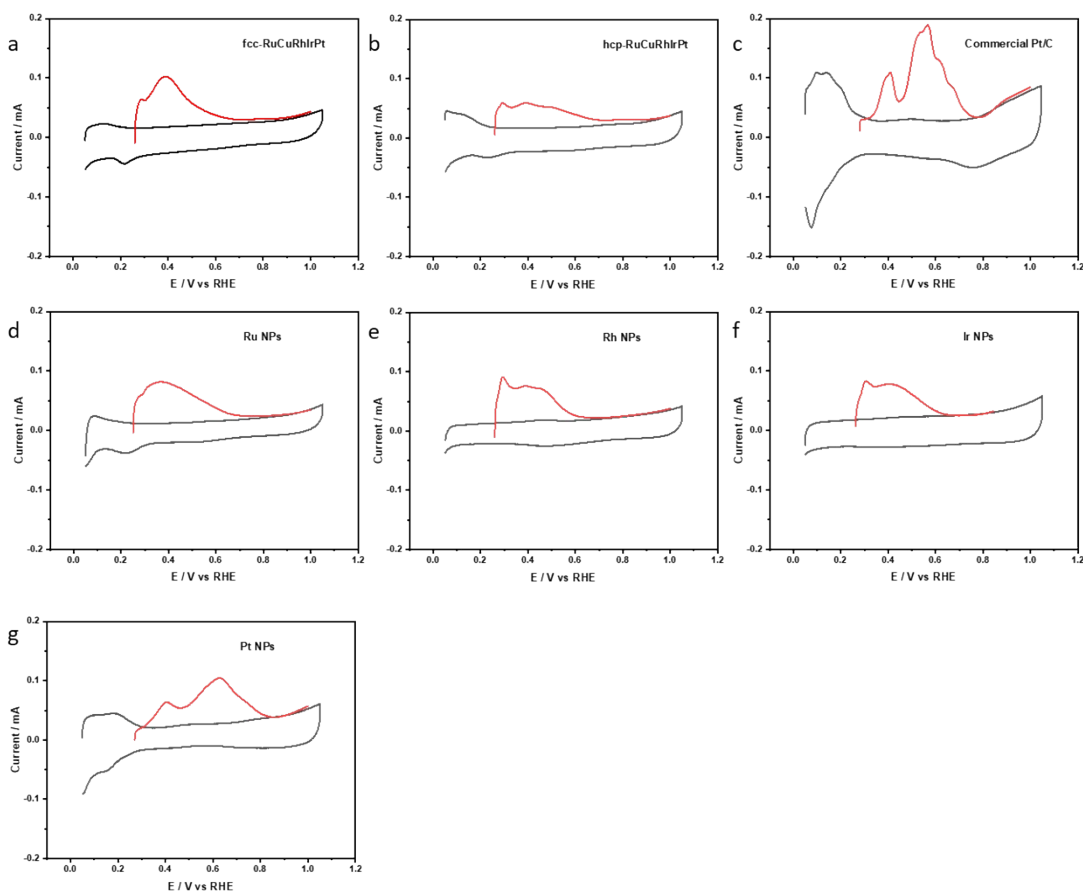 a
fcc-RuCuRhIrPt
0.2
0.1
0.0
-0.1
-0.2
Current / mA
0.0 0.2 0.4 0.6 0.8 1.0 1.2
E / V vs RHE
b
hcp-RuCuRhIrPt
0.2
0.1
0.0
-0.1
-0.2
Current / mA
0.0 0.2 0.4 0.6 0.8 1.0 1.2
E / V vs RHE
c
Commercial Pt/C
0.2
0.1
0.0
-0.1
-0.2
Current / mA
0.0 0.2 0.4 0.6 0.8 1.0 1.2
E / V vs RHE
d
Ru NPs
0.2
0.1
0.0
-0.1
-0.2
Current / mA
0.0 0.2 0.4 0.6 0.8 1.0 1.2
E / V vs RHE
e
Rh NPs
0.2
0.1
0.0
-0.1
-0.2
Current / mA
0.0 0.2 0.4 0.6 0.8 1.0 1.2
E / V vs RHE
f
Ir NPs
0.2
0.1
0.0
-0.1
-0.2
Current / mA
0.0 0.2 0.4 0.6 0.8 1.0 1.2
E / V vs RHE
g
Pt NPs
0.2
0.1
0.0
-0.1
-0.2
Current / mA
0.0 0.2 0.4 0.6 0.8 1.0 1.2
E / V vs RHE